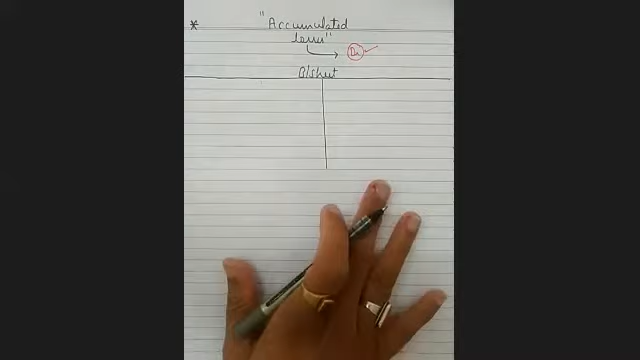 * "Accumulated
losses"
Dr ✓
B/Sheet